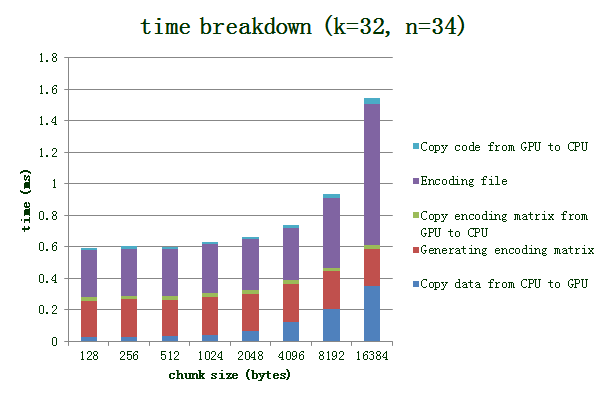 time breakdown (k=32, n=34)
1.8
1.6
1.4
1.2
1
0.8
0.6
0.4
0.2
0
time (ms)
128 256 512 1024 2048 4096 8192 16384
chunk size (bytes)
Copy code from GPU to CPU
Encoding file
Copy encoding matrix from
GPU to CPU
Generating encoding matrix
Copy data from CPU to GPU